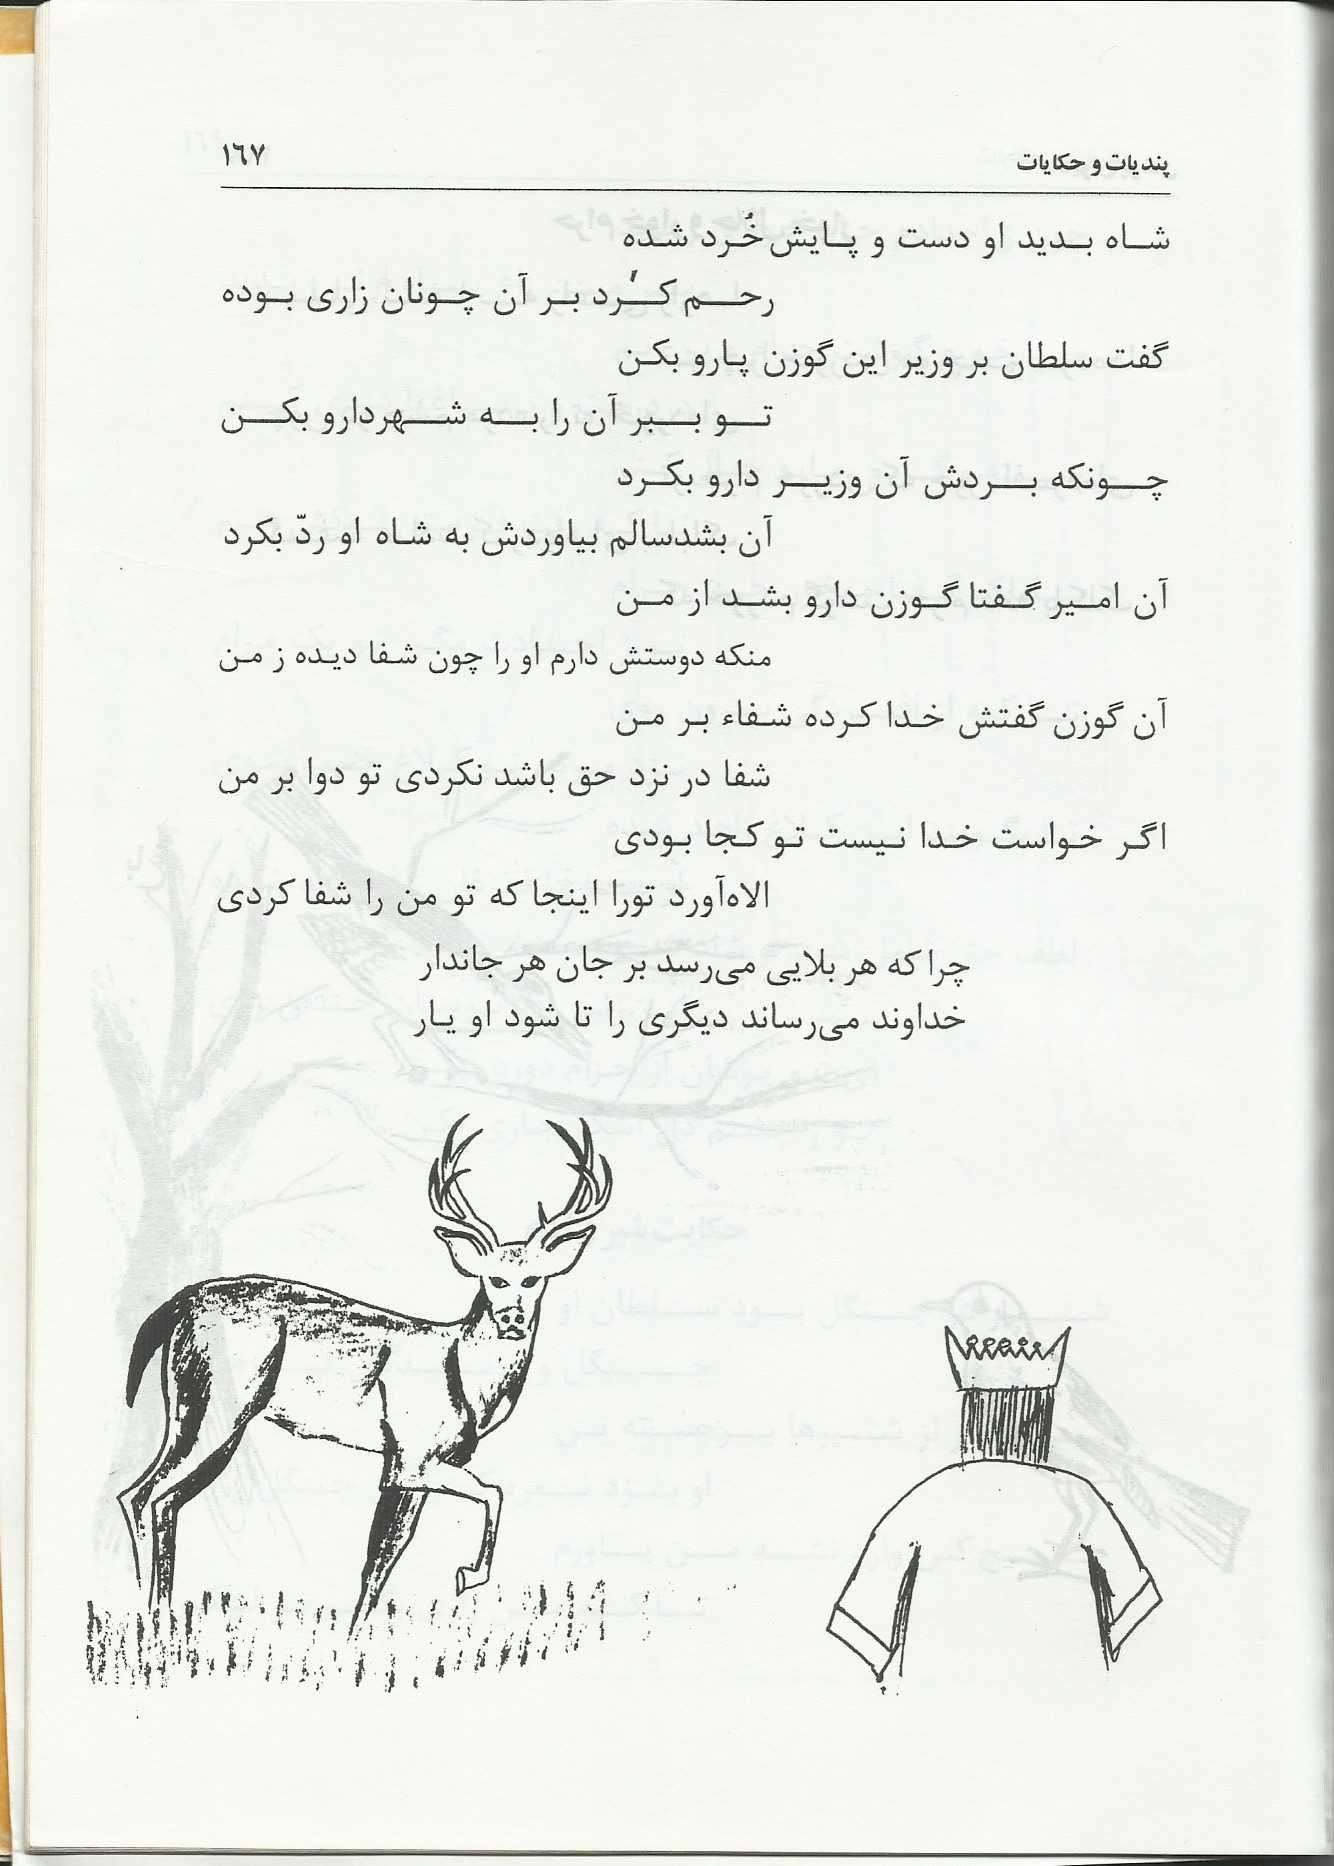 پندیات و حکایات ۱۶۷
شاه بدید او دست و پایش خُرد شده
رحم کُرد بر آن چونان زاری بوده
گفت سلطان بر وزیر این گوزن پارو بکن
تو ببر آن را به شهردارو بکن
چونکه بردش آن وزیر دارو بکرد
آن بشدسالم بیاوردش به شاه او ردّ بکرد
آن امیر گفتا گوزن دارو بشد از من
منکه دوستش دارم او را چون شفا دیده ز من
آن گوزن گفتش خدا کرده شفاء بر من
شفا در نزد حق باشد نکردی تو دوا بر من
اگر خواست خدا نیست تو کجا بودی
الاه‌آورد تورا اینجا که تو من را شفا کردی
چرا که هر بلایی می‌رسد بر جان هر جاندار
خداوند می‌رساند دیگری را تا شود او یار